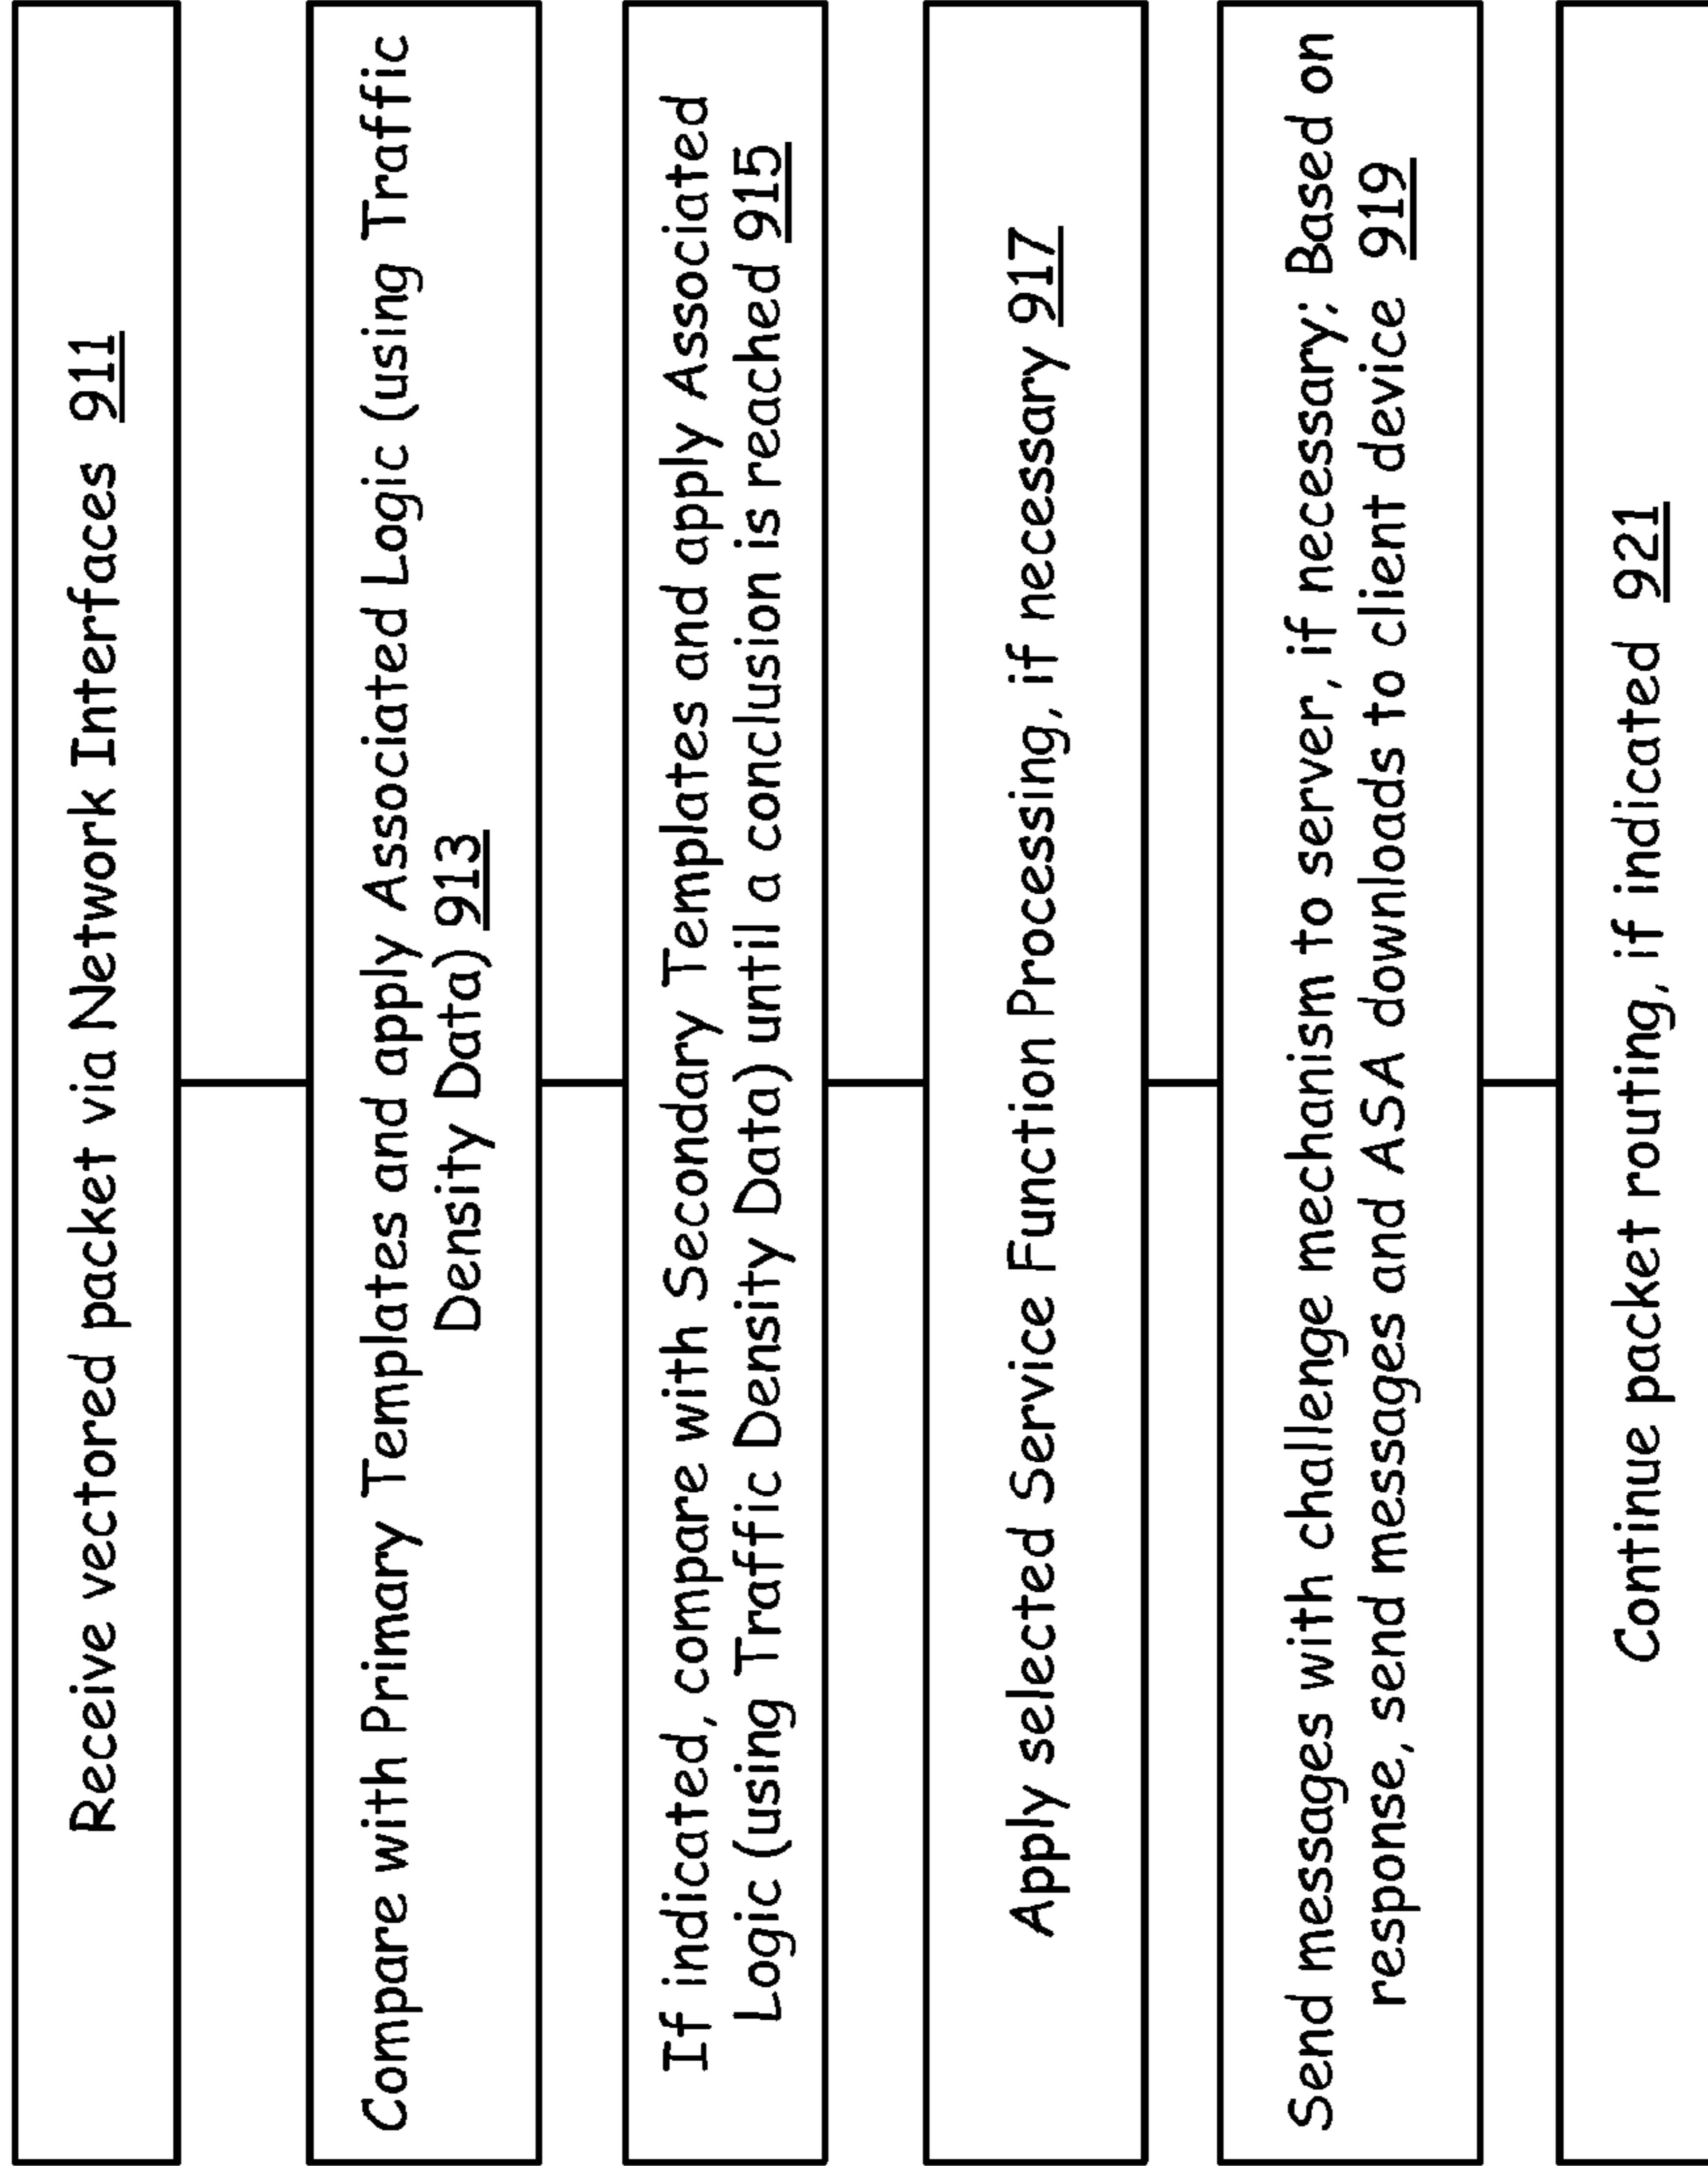 Receive vectored packet via Network Interfaces 911
Compare with Primary Templates and apply Associated Logic (using Traffic
Density Data) 913
If indicated, compare with Secondary Templates and apply Associated
Logic (using Traffic Density Data) until a conclusion is reached 915
Apply selected Service Function Processing, if necessary 917
Send messages with challenge mechanism to server, if necessary; Based on
response, send messages and ASA downloads to client device 919
Continue packet routing, if indicated 921